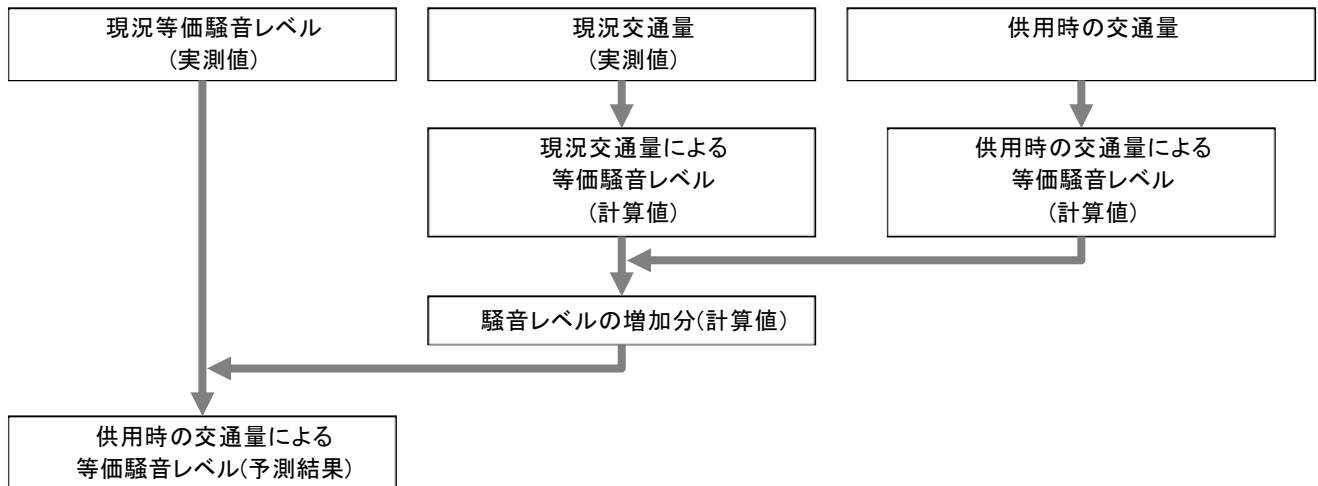 現況等価騒音レベル
(実測値)
現況交通量
(実測値)
供用時の交通量
現況交通量による
等価騒音レベル
(計算値)
供用時の交通量による
等価騒音レベル
(計算値)
騒音レベルの増加分(計算値)
供用時の交通量による
等価騒音レベル(予測結果)